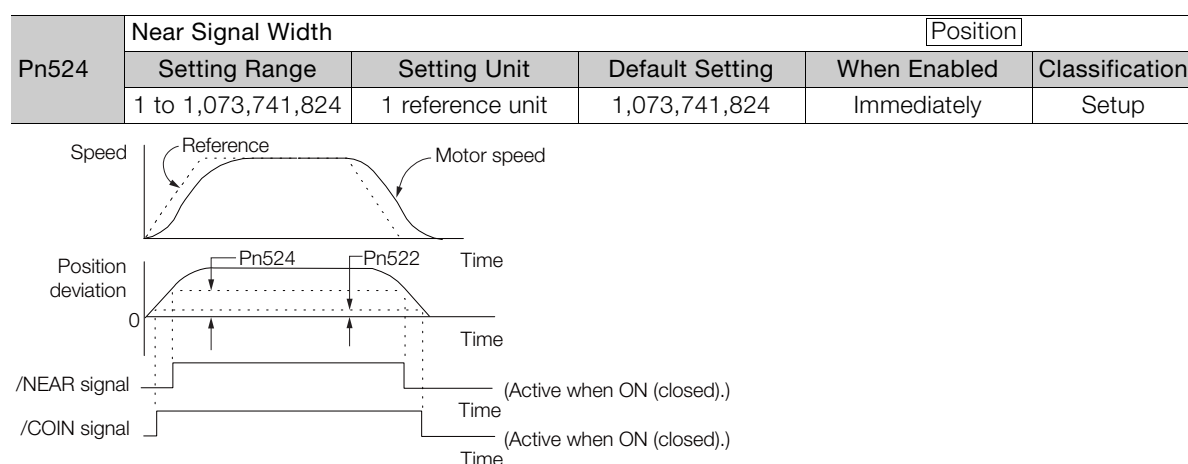 Pn524
Near Signal Width Position
Setting Range Setting Unit Default Setting When Enabled Classification
1 to 1,073,741,824 1 reference unit 1,073,741,824 Immediately Setup
Speed
Reference
Motor speed
Time
Position deviation
Pn524
Pn522
0
Time
/NEAR signal
(Active when ON (closed).)
Time
/COIN signal
(Active when ON (closed).)
Time